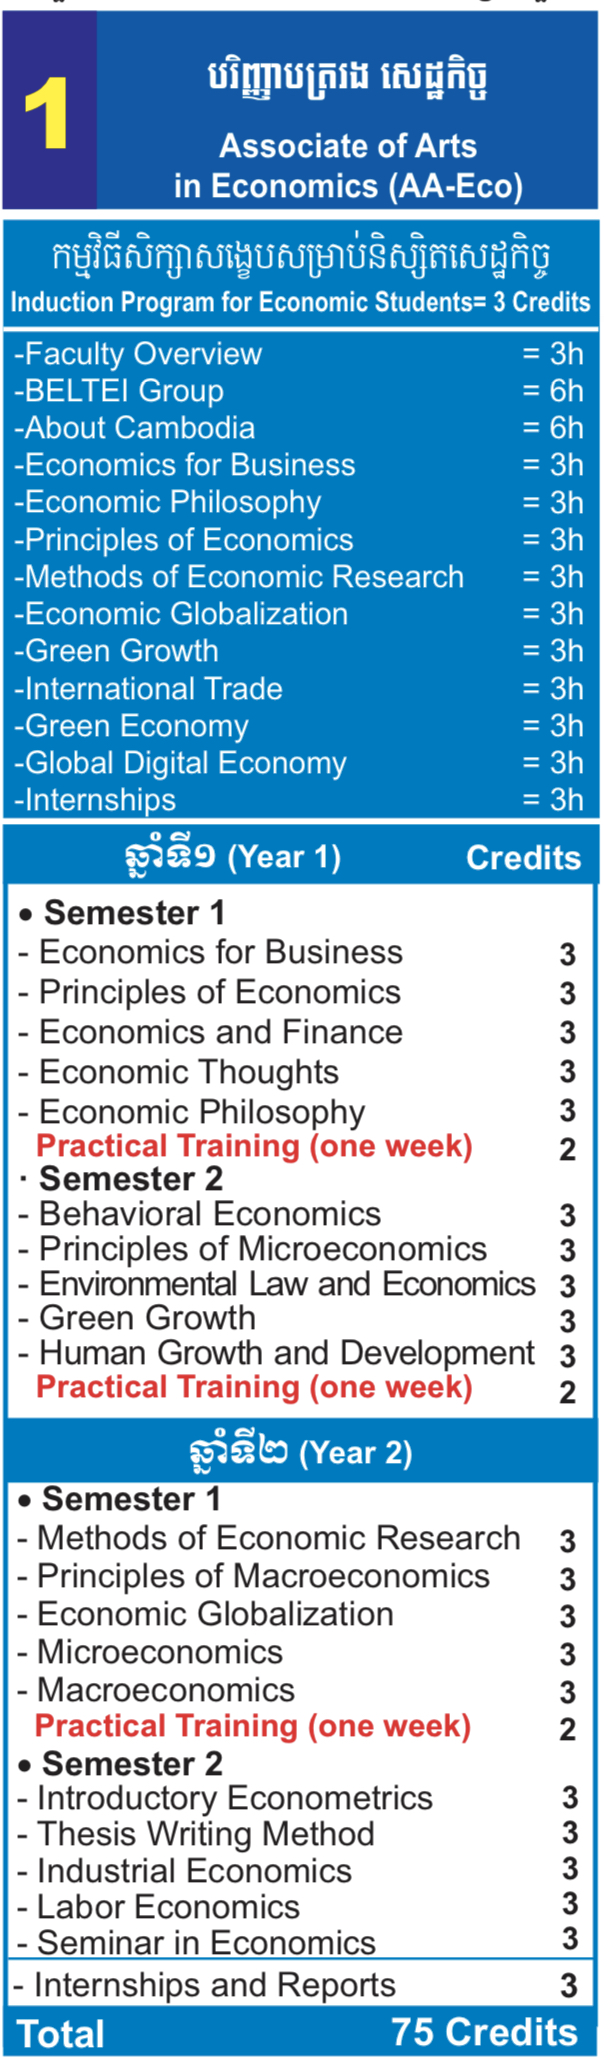 1
បរិញ្ញាបត្ររង សេដ្ឋកិច្ច
Associate of Arts
in Economics (AA-Eco)
កម្មវិធីសិក្សាសង្ខេបសម្រាប់និស្សិតសេដ្ឋកិច្ច
Induction Program for Economic Students= 3 Credits
-Faculty Overview = 3h
-BELTEI Group = 6h
-About Cambodia = 6h
-Economics for Business = 3h
-Economic Philosophy = 3h
-Principles of Economics = 3h
-Methods of Economic Research = 3h
-Economic Globalization = 3h
-Green Growth = 3h
-International Trade = 3h
-Green Economy = 3h
-Global Digital Economy = 3h
-Internships = 3h
ឆ្នាំទី១ (Year 1) Credits
• Semester 1
- Economics for Business 3
- Principles of Economics 3
- Economics and Finance 3
- Economic Thoughts 3
- Economic Philosophy 3
Practical Training (one week) 2
· Semester 2
- Behavioral Economics 3
- Principles of Microeconomics 3
- Environmental Law and Economics 3
- Green Growth 3
- Human Growth and Development 3
Practical Training (one week) 2
ឆ្នាំទី២ (Year 2)
• Semester 1
- Methods of Economic Research 3
- Principles of Macroeconomics 3
- Economic Globalization 3
- Microeconomics 3
- Macroeconomics 3
Practical Training (one week) 2
• Semester 2
- Introductory Econometrics 3
- Thesis Writing Method 3
- Industrial Economics 3
- Labor Economics 3
- Seminar in Economics 3
- Internships and Reports 3
Total 75 Credits